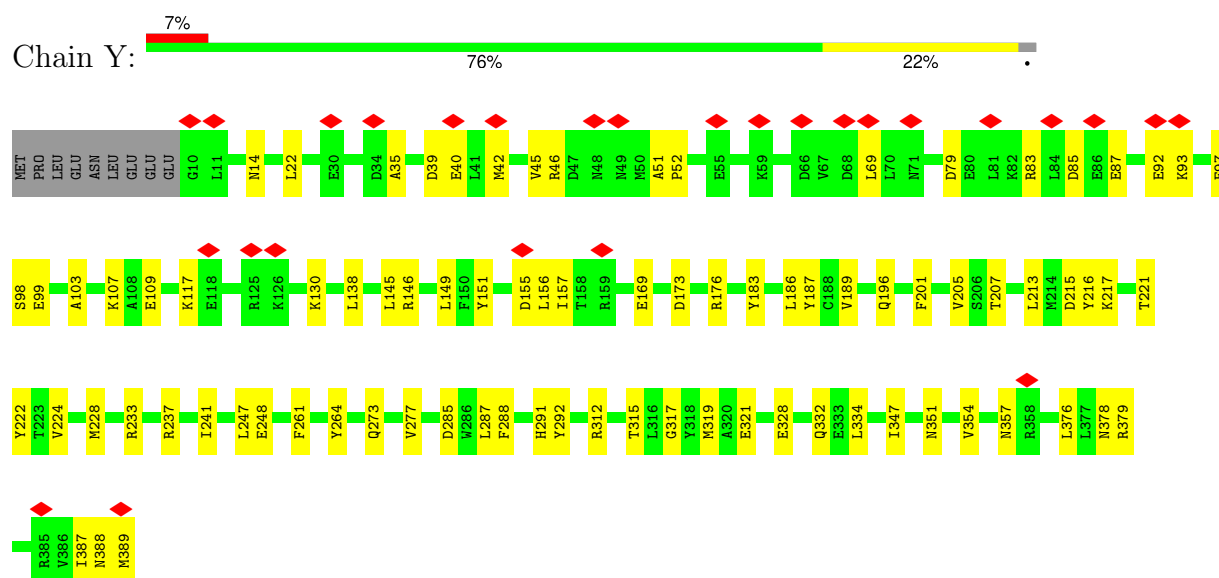 7%
Chain Y:
76% 22% •
MET PRO LEU GLU ASN LEU GLU GLU GLU G10 L11 N14 L22 E30 D34 A35 D39 E40 L41 M42 V45 R46 D47 N48 N49 M50 A51 P52 E55 K59 D66 V67 D68 L69 L70 N71 D79 E80 L81 K82 R83 L84 D85 E86 E87 E92 K93
S98 E99 A103 K107 A108 E109 K117 E118 R125 K126 K130 L138 L145 R146 L149 F150 Y151 D155 L156 I157 T158 R159 E169 D173 R176 Y183 L186 Y187 C188 V189 Q196 F201 V205 S206 T207 L213 M214 D215 Y216 K217 T221
Y222 T223 V224 M228 R233 R237 I241 L247 E248 F261 Y264 Q273 V277 D285 W286 L287 F288 H291 Y292 R312 T315 L316 G317 Y318 M319 A320 E321 E328 Q332 E333 L334 I347 N351 V354 N357 R358 L376 L377 N378 R379
R385 V386 I387 N388 M389